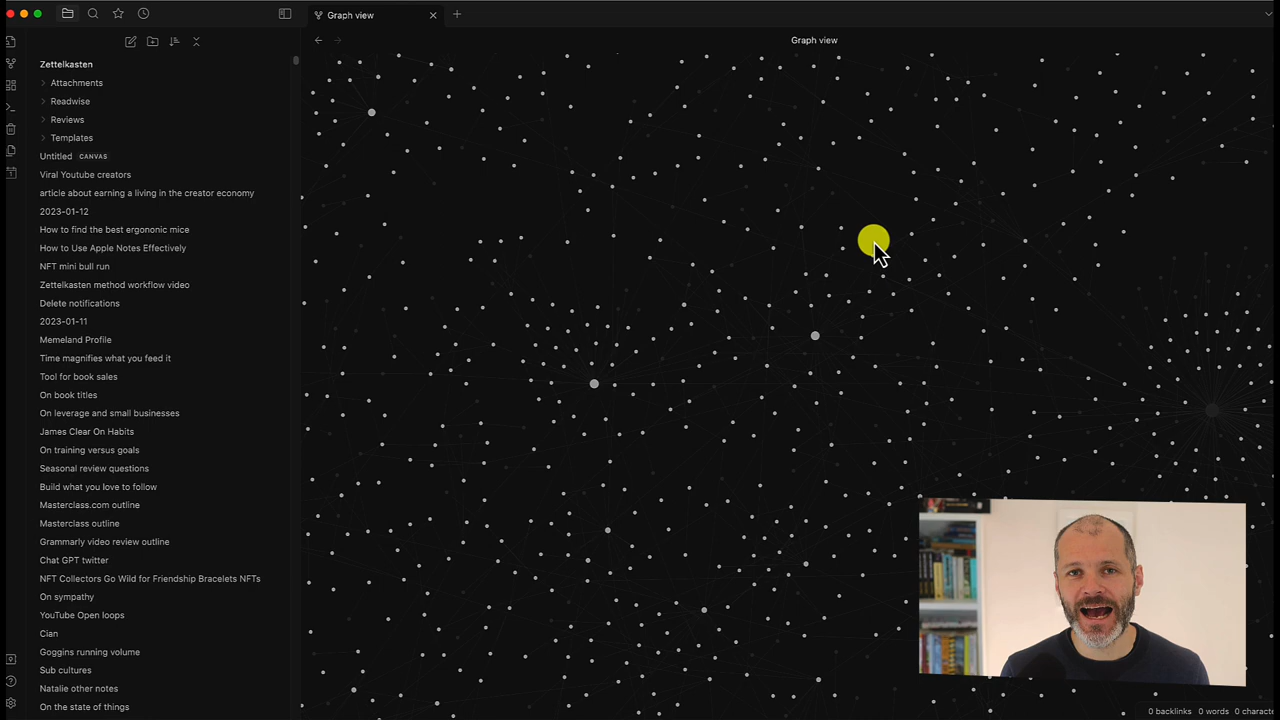 Graph view
Graph view
Zettelkasten
Attachments
Readwise
Reviews
Templates
Untitled CANVAS
Viral Youtube creators
articie about earning a living in the creator economy
2023-01-12
How to find the best ergononic mice
How to Use Apple Notes Effectively
NFT mini bull run
Zettelkasten method workflow video
Delete notifications
2023-01-11
Memeland Profile
Time magnifies what you feed it
Tool for book sales
On book titles
On leverage and small businesses
James Clear On Habits
On training versus goals
Seasonal review questions
Build what you love to follow
Masterclass.com outline
Masterclass outline
Grammarly video review outline
Chat GPT twitter
NFT Collectors Go Wild for Friendship Bracelets NFTs
On sympathy
YouTube Open loops
Cian
Goggins running volume
Sub cultures
Natalie other notes
On the state of things
0 backlinks 0 words 0 characte